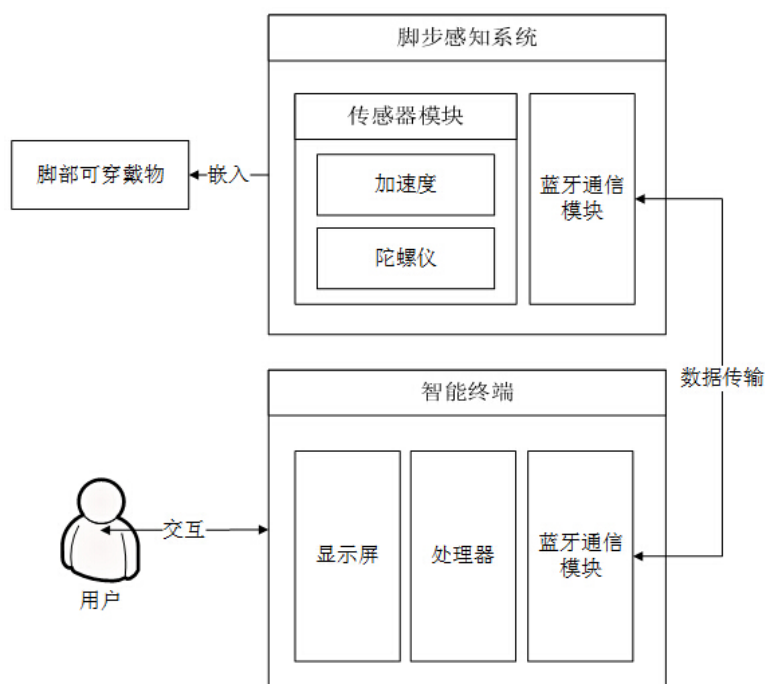 脚步感知系统
传感器模块
加速度
陀螺仪
蓝牙通信
模块
脚部可穿戴物
嵌入
数据传输
智能终端
显示屏
处理器
蓝牙通信
模块
交互
用户